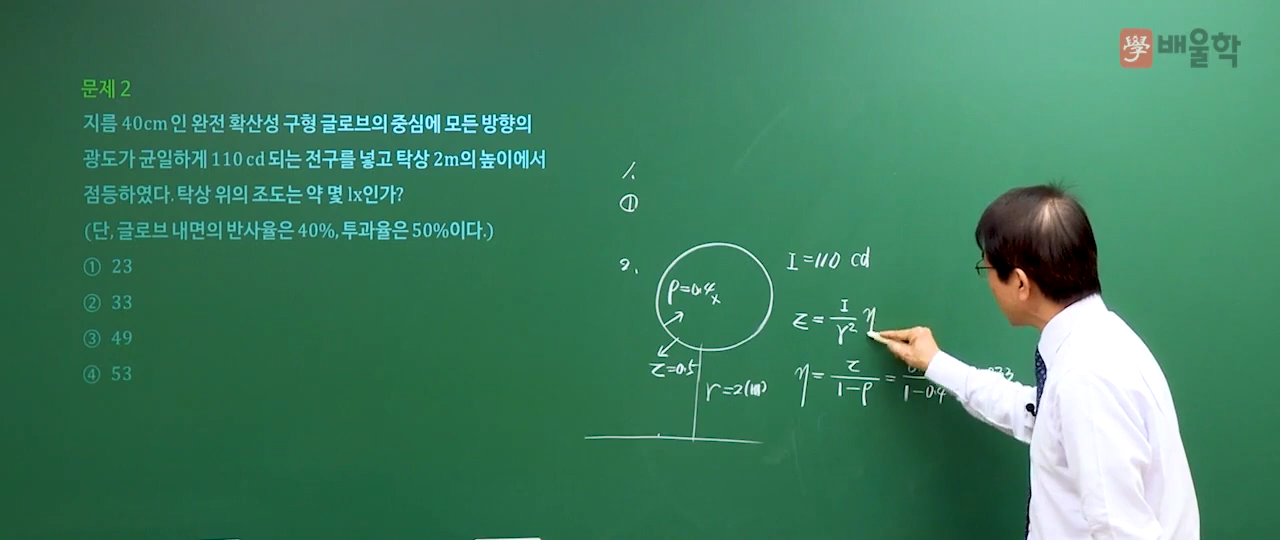 學 배울학
문제 2
지름 40cm인 완전 확산성 구형 글로브의 중심에 모든 방향의
광도가 균일하게 110 cd 되는 전구를 넣고 탁상 2m의 높이에서
점등하였다. 탁상 위의 조도는 약 몇 lx인가?
(단, 글로브 내면의 반사율은 40%, 투과율은 50%이다.)
① 23
② 33
③ 49
④ 53
1.
①
2.
ρ=0.4
τ=0.5
r=2(m)
I=110 cd
E = I/r² η
η = τ/1-ρ = 1-0.4